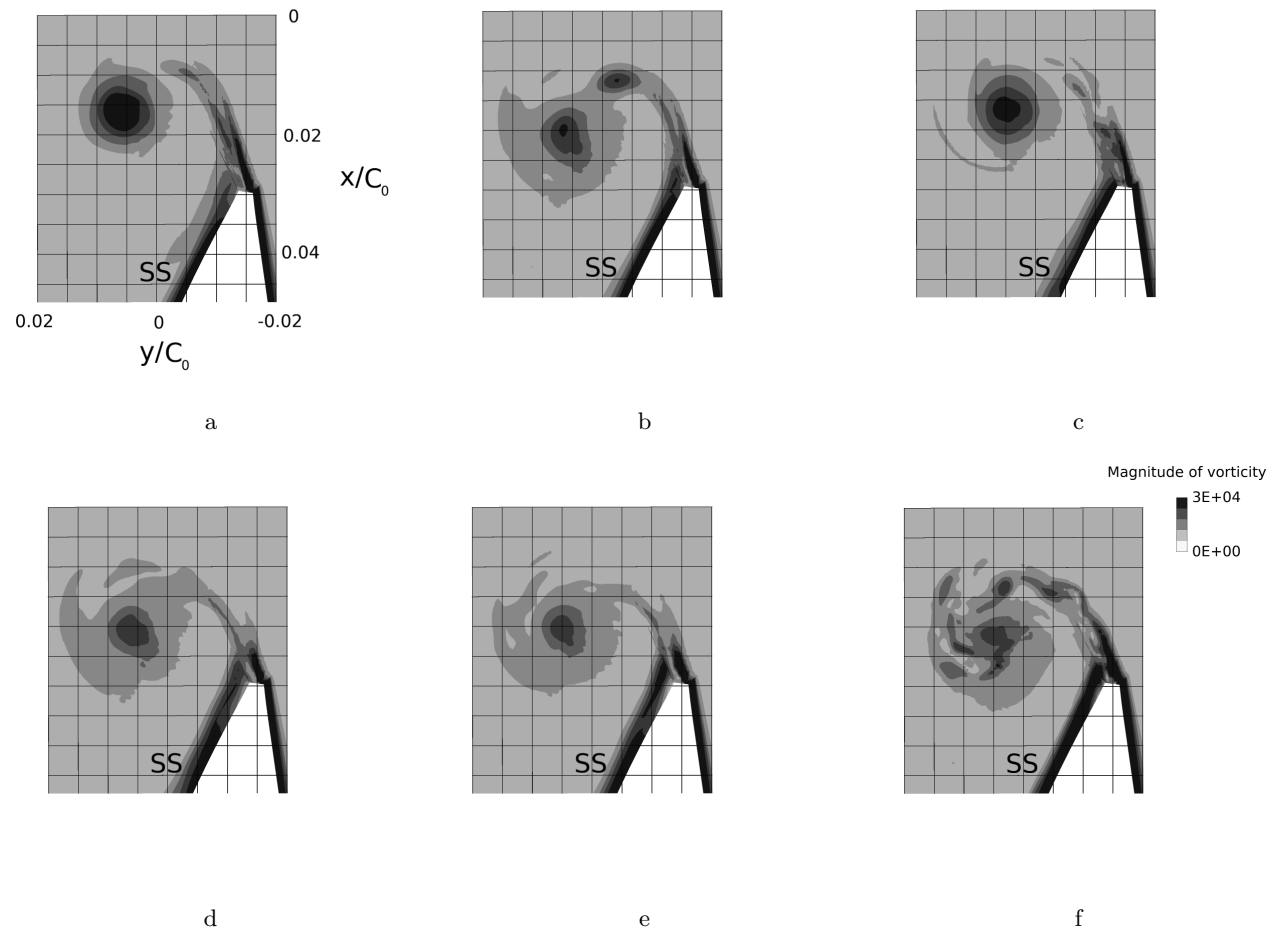 0
0.02
x/C₀
0.04
SS
0.02
0
-0.02
y/C₀
SS
SS
a
b
c
Magnitude of vorticity
3E+04
0E+00
SS
SS
SS
d
e
f